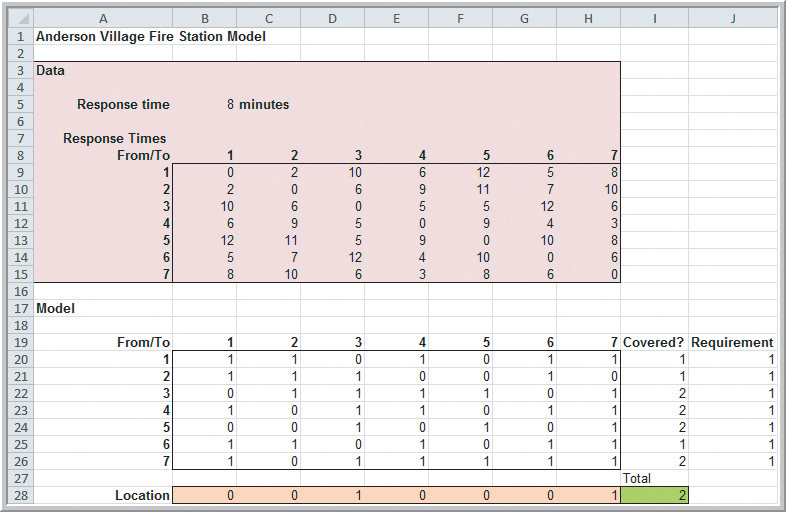 A B C D E F G H I J
1 Anderson Village Fire Station Model
2
3 Data
4
5 Response time 8 minutes
6
7 Response Times
8 From/To 1 2 3 4 5 6 7
9 1 0 2 10 6 12 5 8
10 2 2 0 6 9 11 7 10
11 3 10 6 0 5 5 12 6
12 4 6 9 5 0 9 4 3
13 5 12 11 5 9 0 10 8
14 6 5 7 12 4 10 0 6
15 7 8 10 6 3 8 6 0
16
17 Model
18
19 From/To 1 2 3 4 5 6 7 Covered? Requirement
20 1 1 1 0 1 0 1 1 1 1
21 2 1 1 1 0 0 1 0 1 1
22 3 0 1 1 1 1 0 1 2 1
23 4 1 0 1 1 0 1 1 2 1
24 5 0 0 1 0 1 0 1 2 1
25 6 1 1 0 1 0 1 1 1 1
26 7 1 0 1 1 1 1 1 2 1
27 Total
28 Location 0 0 1 0 0 0 1 2